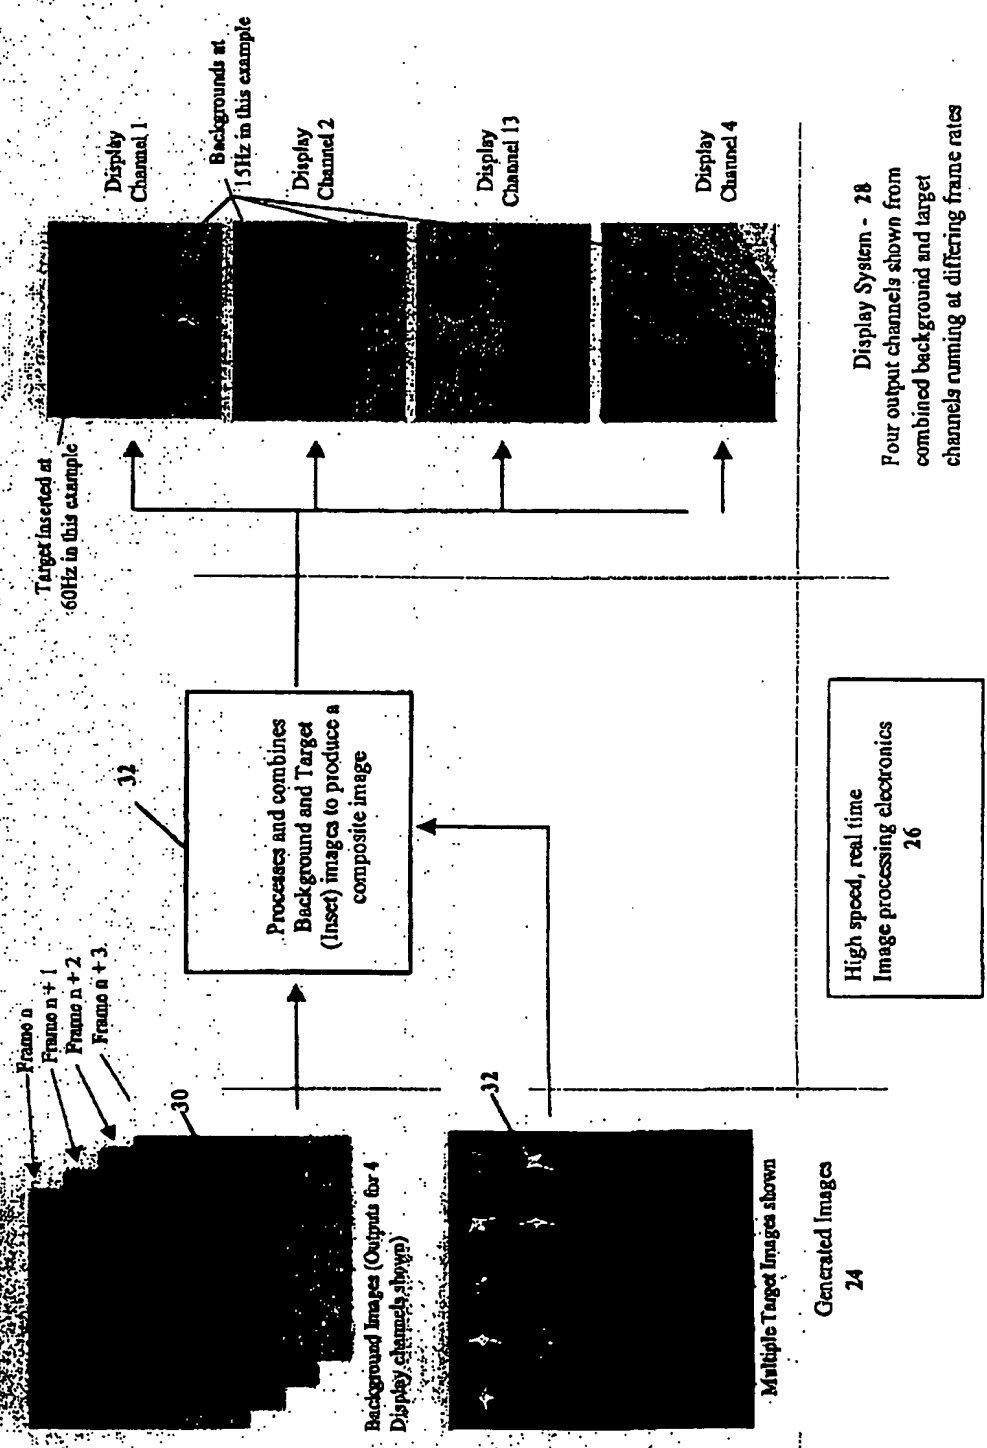 Frame n
Frame n + 1
Frame n + 2
Frame n + 3
30
Background Images (Outputs for 4
Display channels shown)
32
Multiple Target Images shown
Generated Images
24
32
Processes and combines
Background and Target
(Inset) images to produce a
composite image
High speed, real time
Image processing electronics
26
Target inserted at
60Hz in this example
Display
Channel 1
Backgrounds at
15Hz in this example
Display
Channel 2
Display
Channel 13
Display
Channel 4
Display System - 28
Four output channels shown from
combined background and target
channels running at differing frame rates